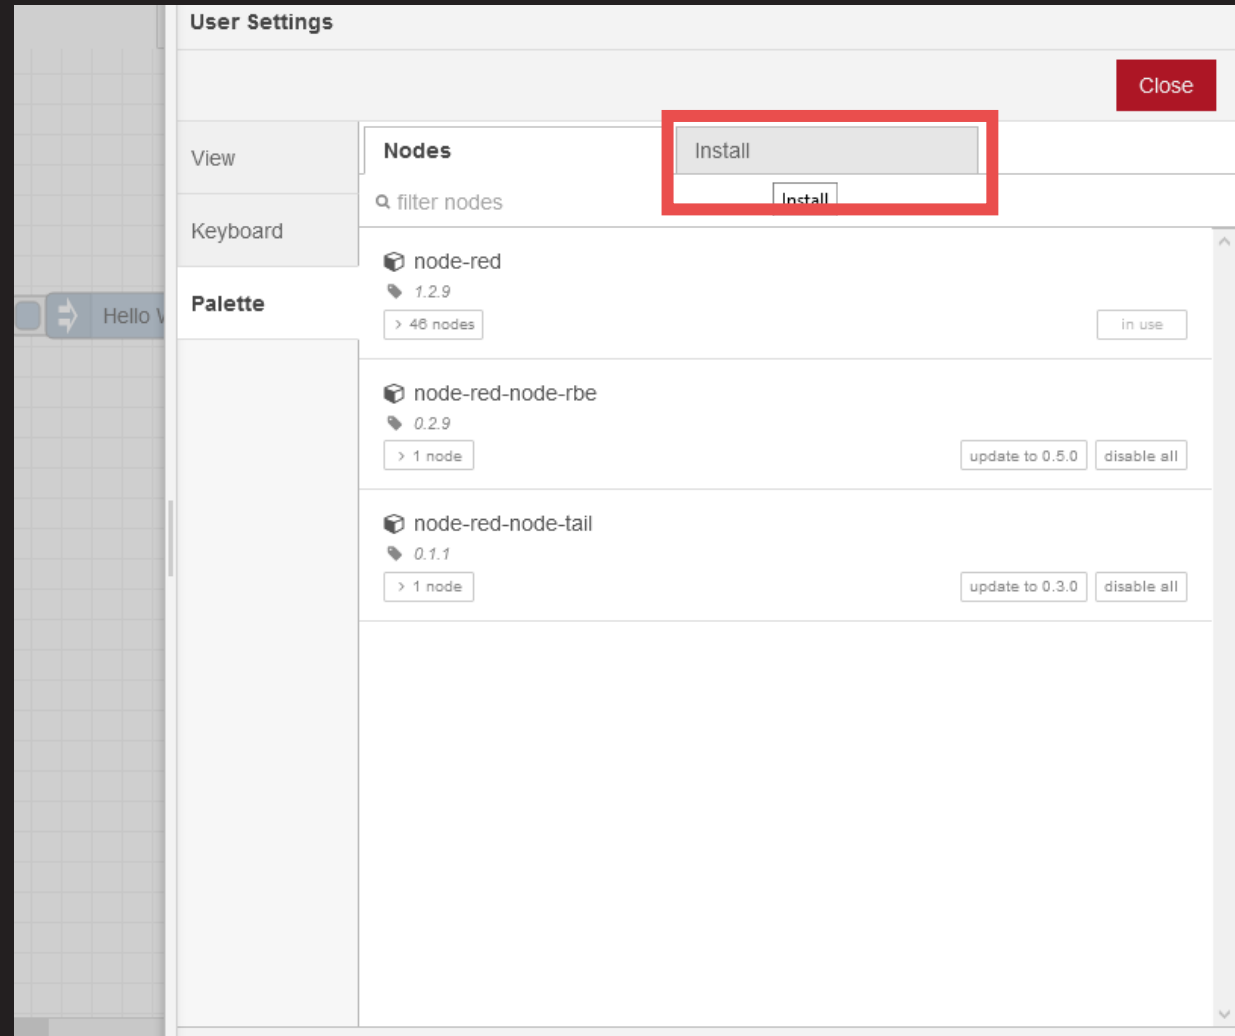 User Settings
Close
View
Keyboard
Palette
Nodes
Install
filter nodes
Install
node-red
1.2.9
> 46 nodes
in use
node-red-node-rbe
0.2.9
> 1 node
update to 0.5.0
disable all
node-red-node-tail
0.1.1
> 1 node
update to 0.3.0
disable all
Hello